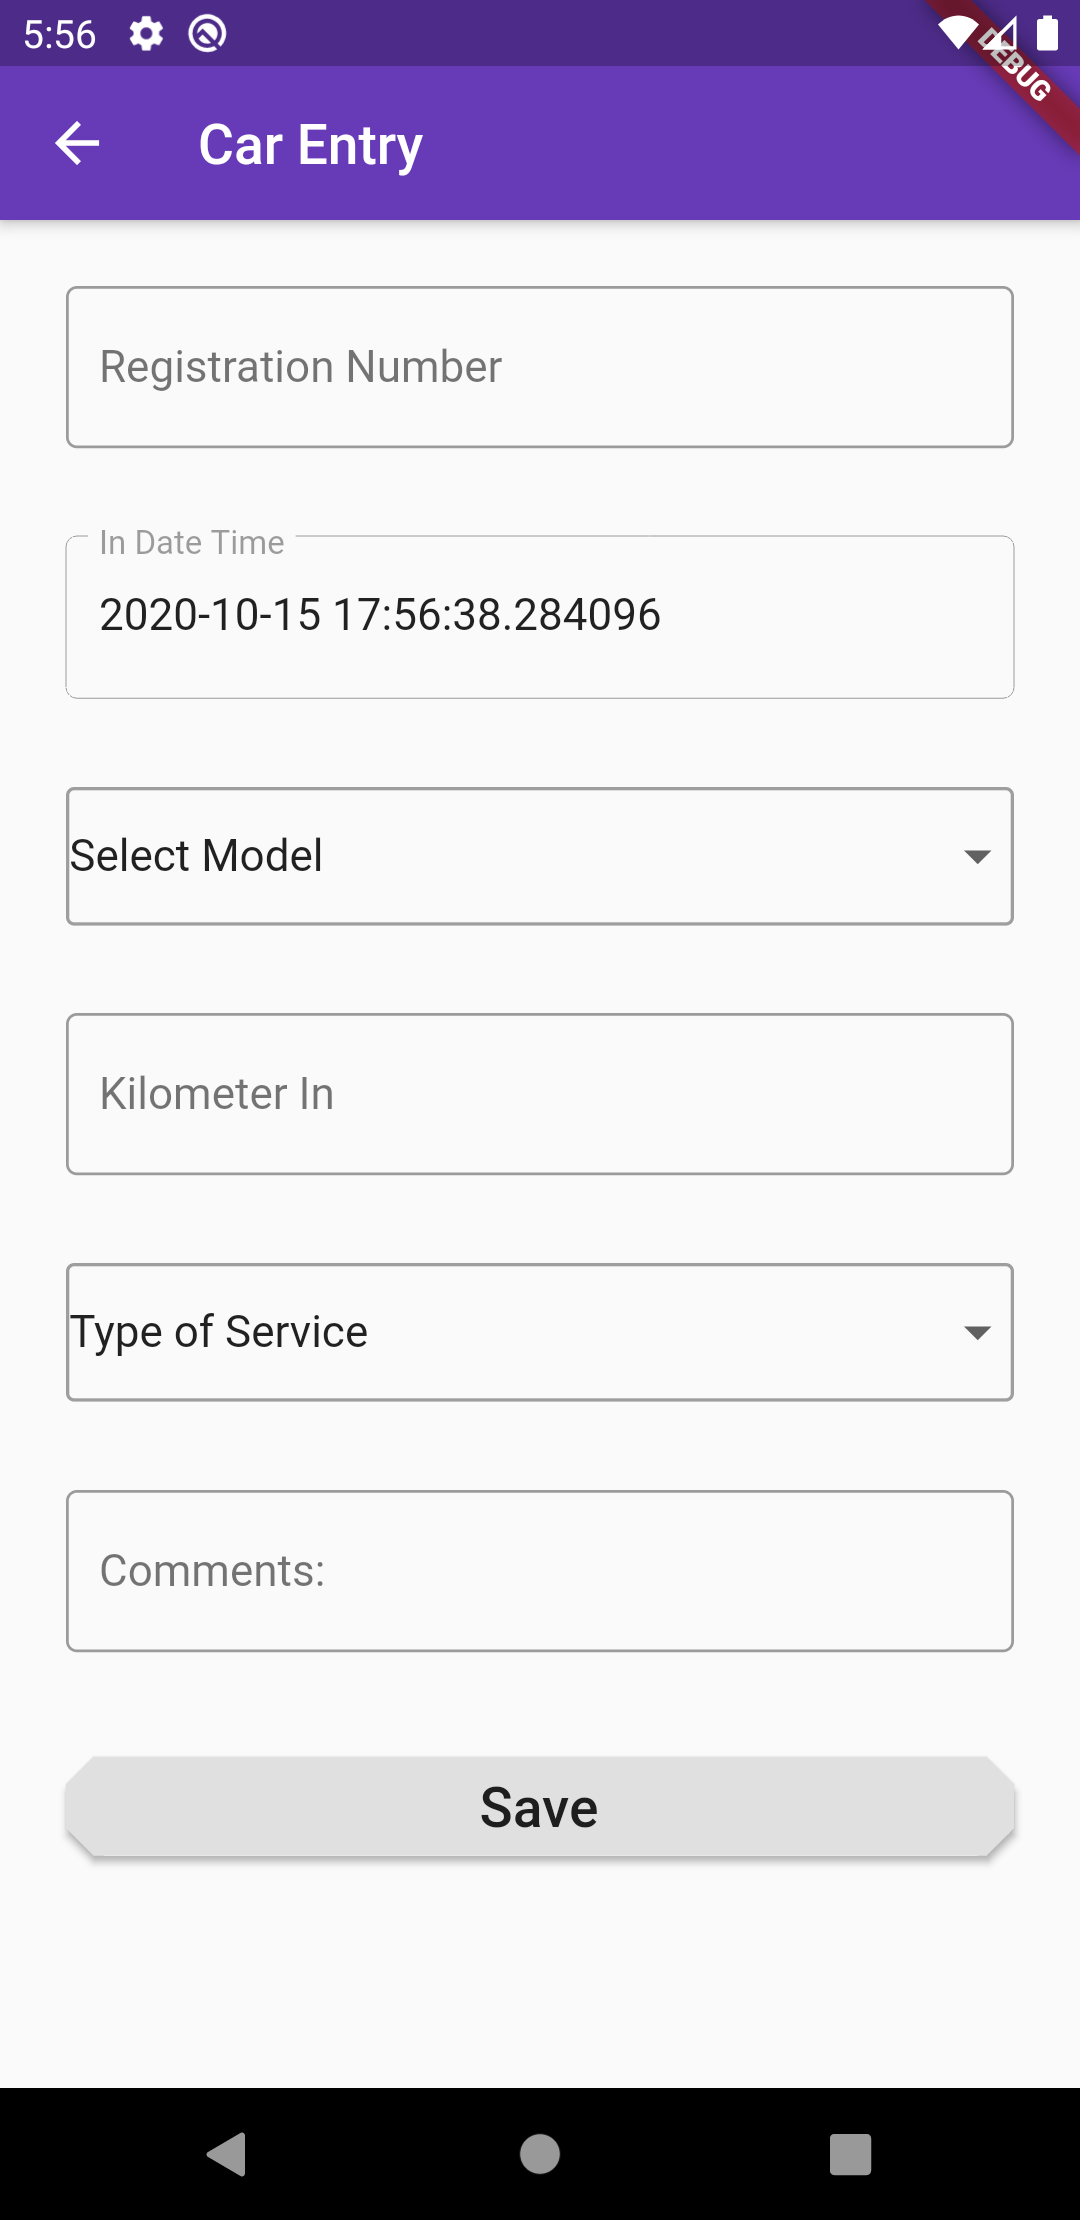 5:56
DEBUG
Car Entry
Registration Number
In Date Time
2020-10-15 17:56:38.284096
Select Model
Kilometer In
Type of Service
Comments:
Save